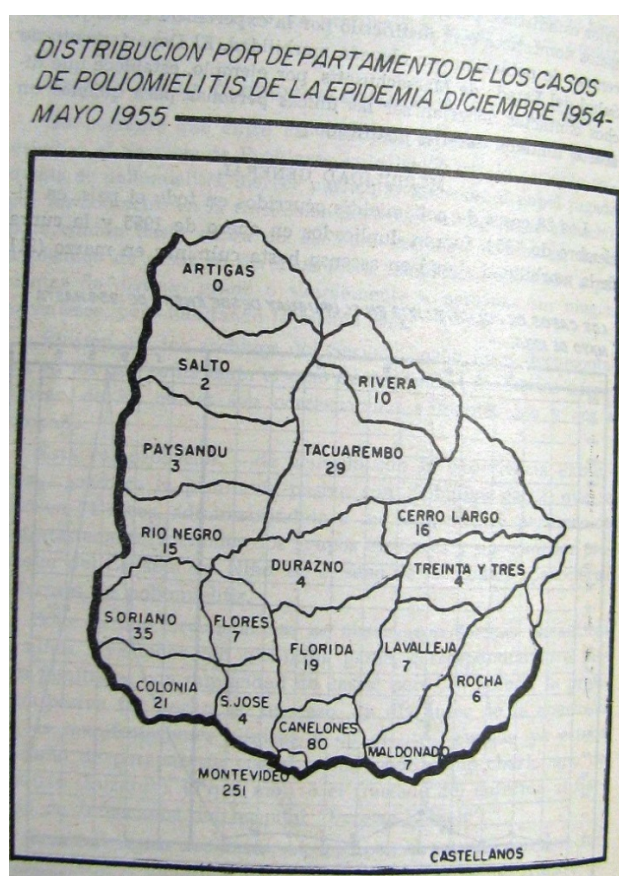 DISTRIBUCION POR DEPARTAMENTO DE LOS CASOS
DE POLIOMIELITIS DE LA EPIDEMIA DICIEMBRE 1954-
MAYO 1955.
ARTIGAS
0
SALTO
2
RIVERA
10
PAYSANDU
3
TACUAREMBO
29
CERRO LARGO
16
RIO NEGRO
15
DURAZNO
4
TREINTA Y TRES
4
SORIANO
35
FLORES
7
FLORIDA
19
LAVALLEJA
7
ROCHA
6
COLONIA
21
S. JOSE
4
CANELONES
80
MALDONADO
7
MONTEVIDEO
251
CASTELLANOS